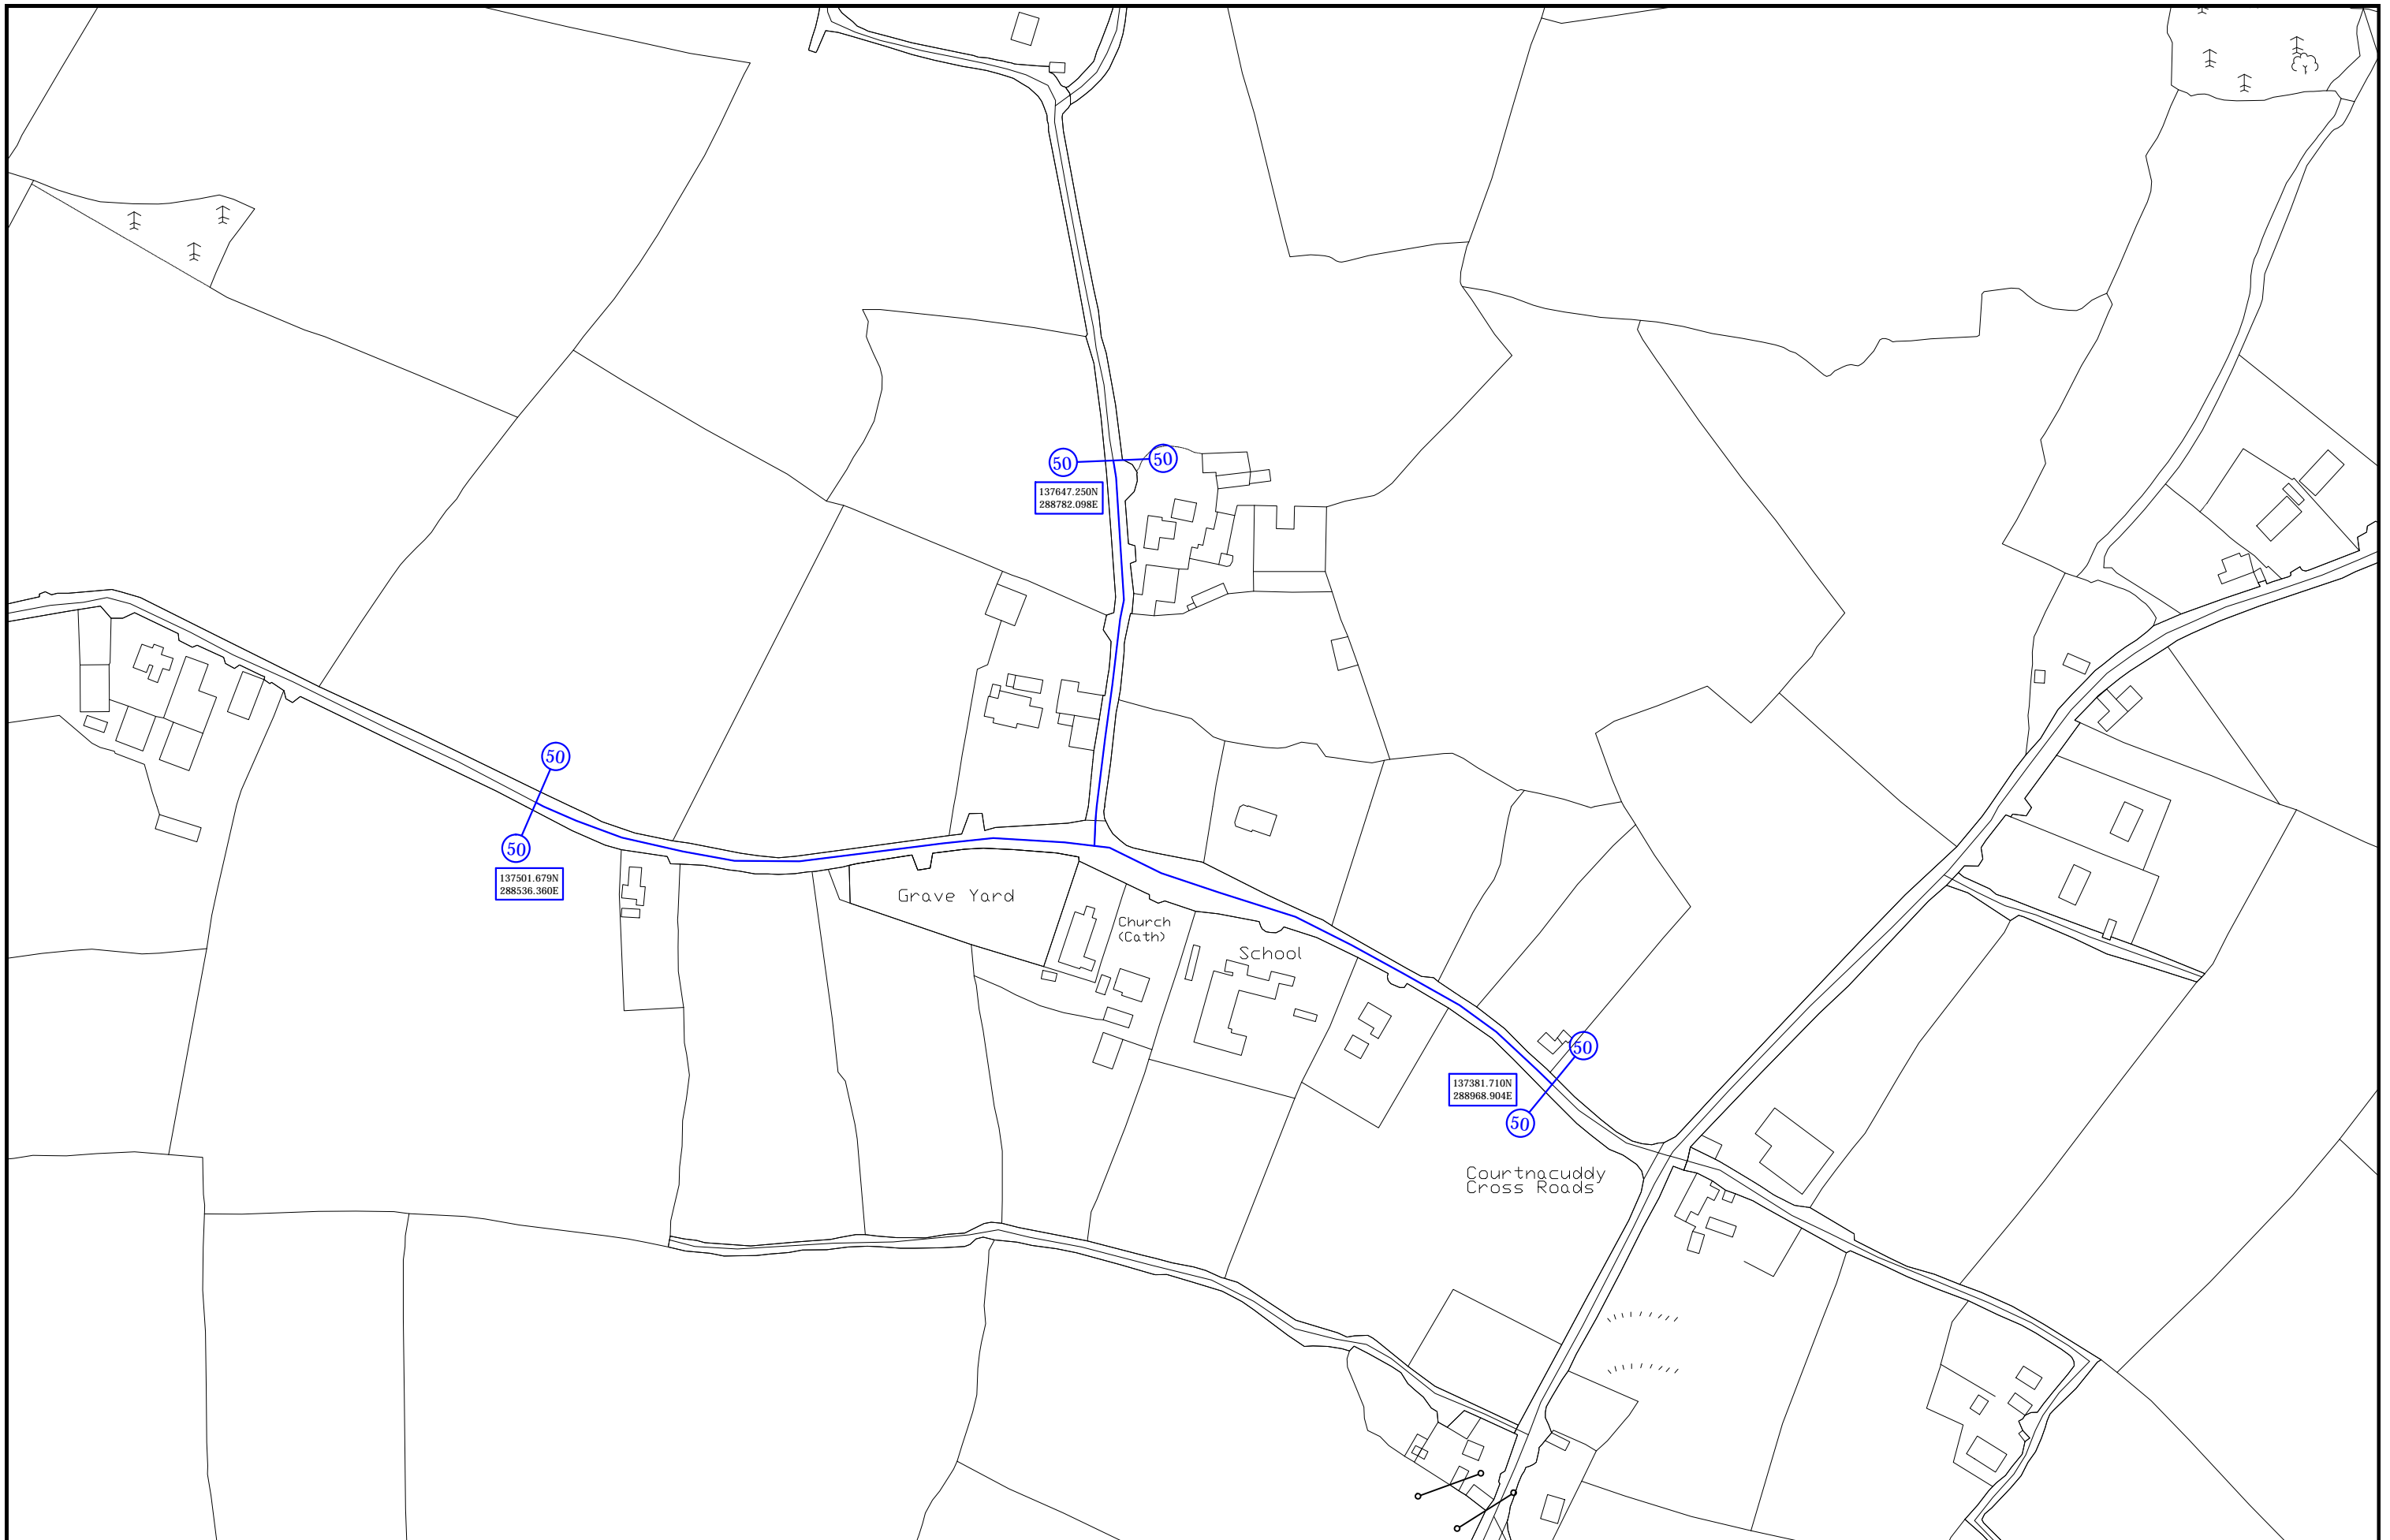 50
50
137647.250N
288782.098E
50
50
137501.679N
288536.360E
Grave Yard
Church
(Cath)
School
50
137381.710N
288968.904E
50
Courtnacuddy
Cross Roads